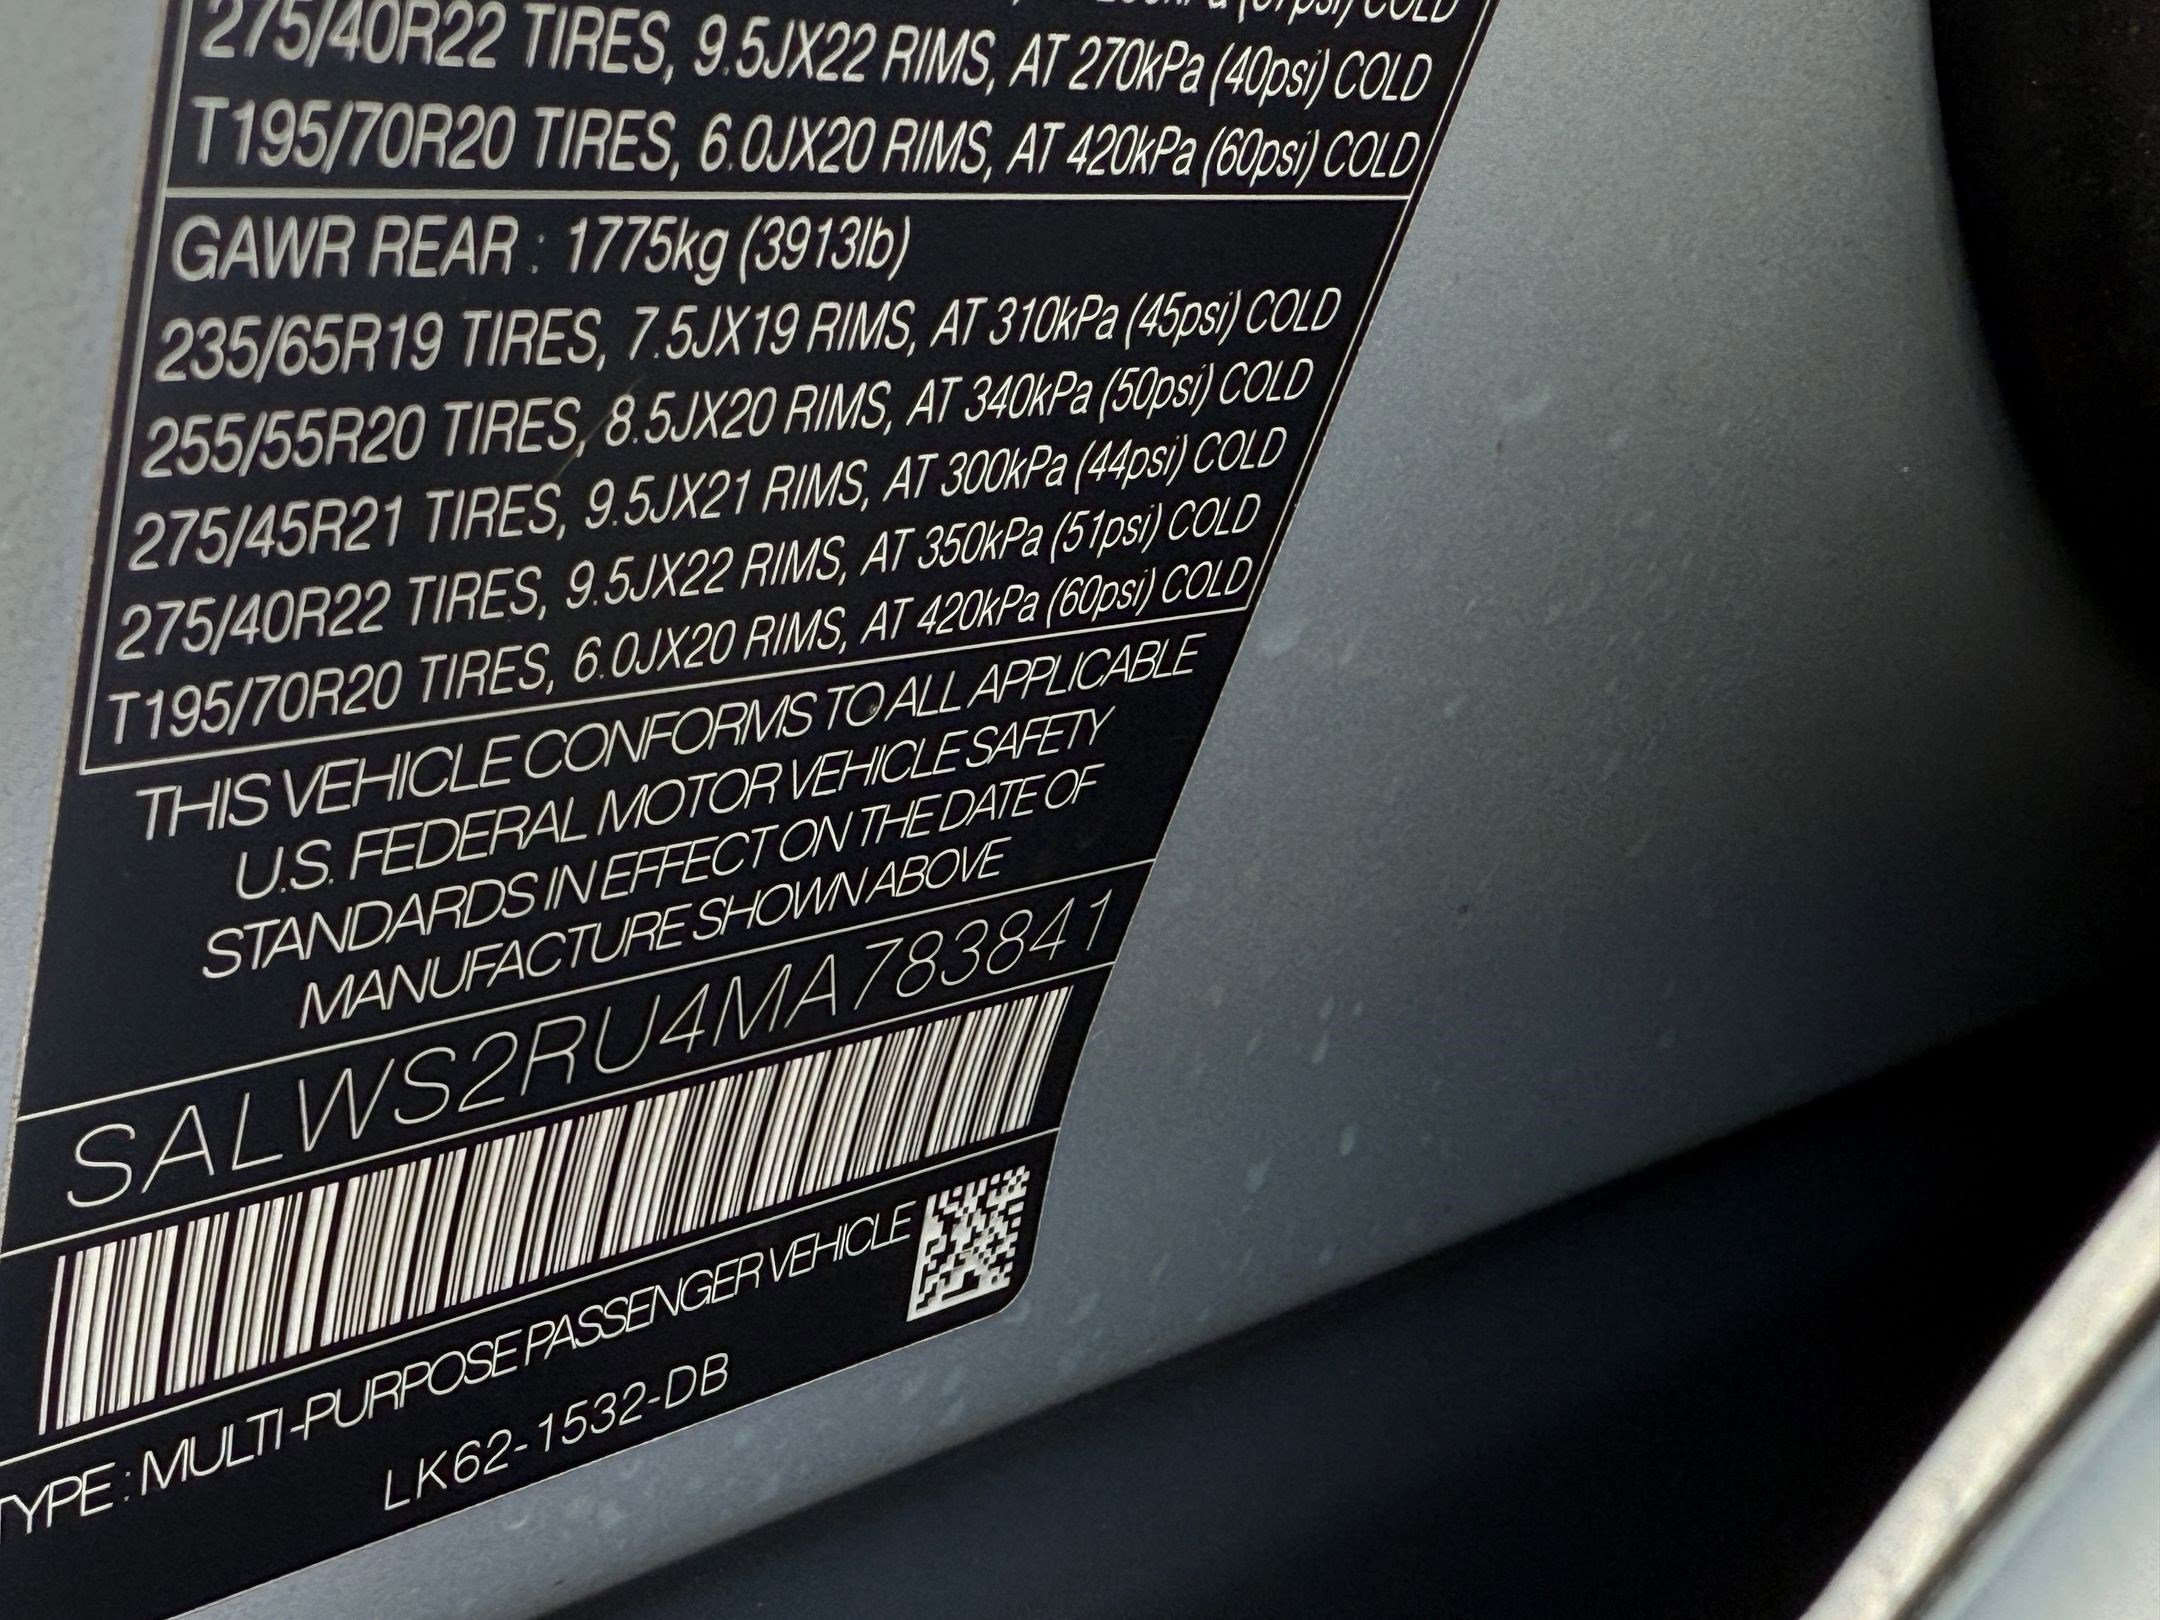 COLD
275/40R22 TIRES, 9.5JX22 RIMS, AT 270kPa (40psi) COLD
T195/70R20 TIRES, 6.0JX20 RIMS, AT 420kPa (60psi) COLD
GAWR REAR : 1775kg (3913lb)
235/65R19 TIRES, 7.5JX19 RIMS, AT 310kPa (45psi) COLD
255/55R20 TIRES, 8.5JX20 RIMS, AT 340kPa (50psi) COLD
275/45R21 TIRES, 9.5JX21 RIMS, AT 300kPa (44psi) COLD
275/40R22 TIRES, 9.5JX22 RIMS, AT 350kPa (51psi) COLD
T195/70R20 TIRES, 6.0JX20 RIMS, AT 420kPa (60psi) COLD
THIS VEHICLE CONFORMS TO ALL APPLICABLE
U.S. FEDERAL MOTOR VEHICLE SAFETY
STANDARDS IN EFFECT ON THE DATE OF
MANUFACTURE SHOWN ABOVE
SALWS2RU4MA783841
TYPE : MULTI-PURPOSE PASSENGER VEHICLE
LK62-1532-DB